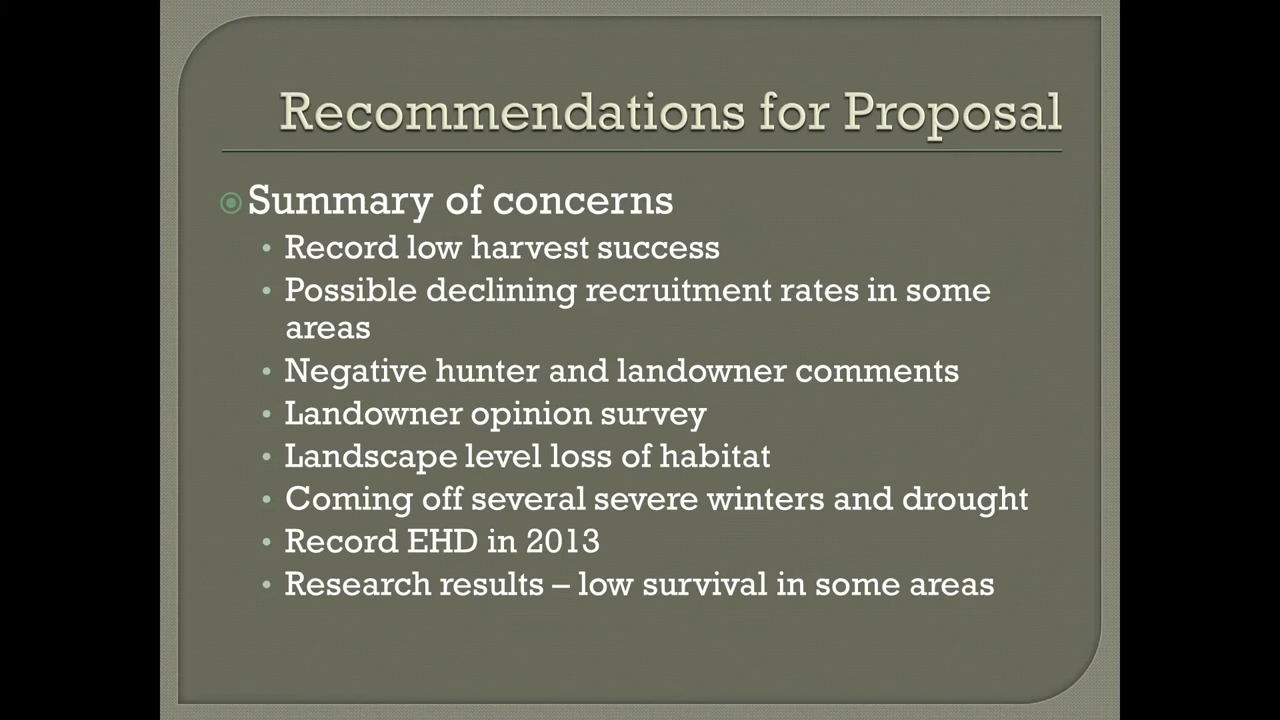 Recommendations for Proposal
Summary of concerns
• Record low harvest success
• Possible declining recruitment rates in some
areas
• Negative hunter and landowner comments
• Landowner opinion survey
• Landscape level loss of habitat
• Coming off several severe winters and drought
• Record EHD in 2013
• Research results – low survival in some areas